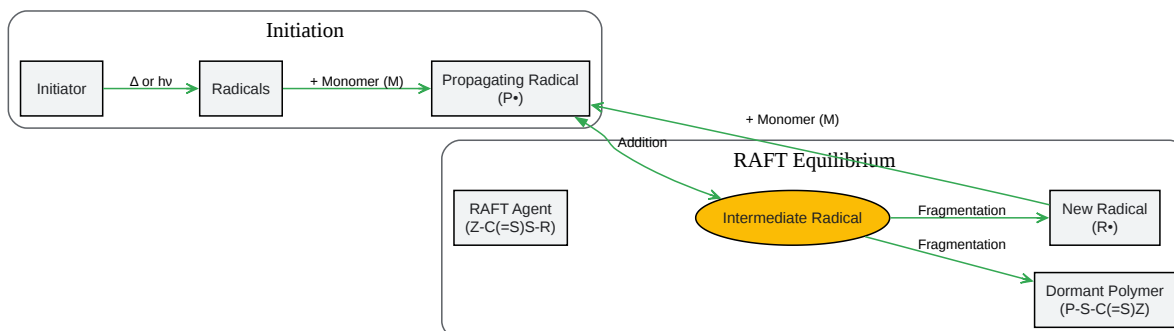 Initiation
Initiator
Δ or hν
Radicals
+ Monomer (M)
Propagating Radical
(P•)
Addition
+ Monomer (M)
RAFT Equilibrium
RAFT Agent
(Z-C(=S)S-R)
Intermediate Radical
Fragmentation
New Radical
(R•)
Fragmentation
Dormant Polymer
(P-S-C(=S)Z)